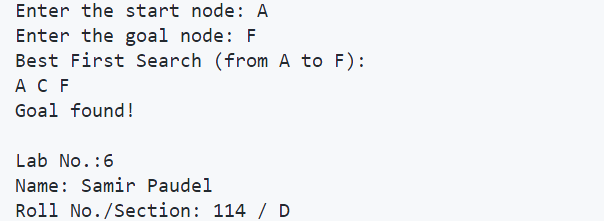 Enter the start node: A
Enter the goal node: F
Best First Search (from A to F):
A C F
Goal found!
Lab No.:6
Name: Samir Paudel
Roll No./Section: 114 / D